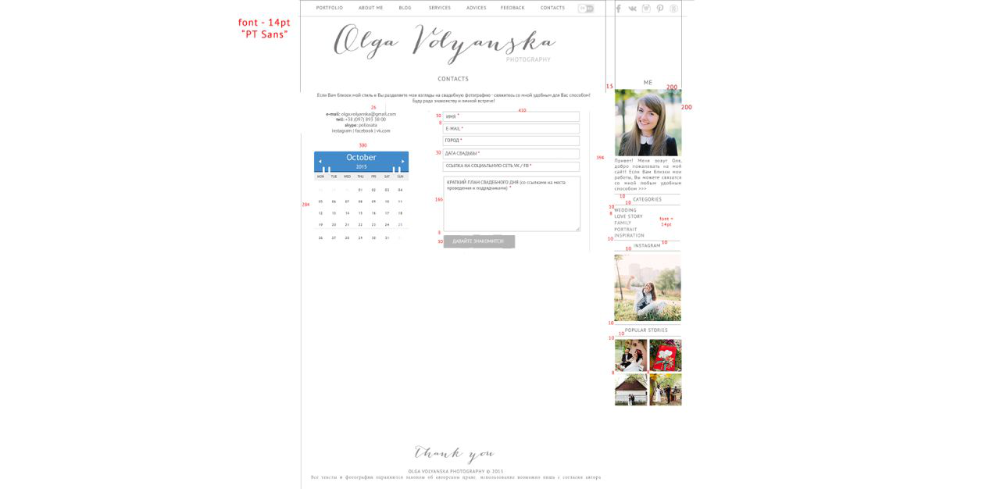 PORTFOLIO ABOUT ME BLOG SERVICES ADVICES FEEDBACK CONTACTS
font - 14pt
"PT Sans"
Olga Volyanska
PHOTOGRAPHY
CONTACTS
Если Вам близок мой стиль и Вы разделяете мои взгляды на свадебную фотографию - свяжитесь со мной удобным для Вас способом!
Буду рада знакомству и личной встрече!
26
e-mail: olga.volyanska@gmail.com
tell: +38 (097) 893 58 00
skype: pollosata
instagram | facebook | vk.com
300
October
2015
MON TUE WED THU FRI SAT SUN
01 02 03 04
05 06 07 08 09 10 11
284
12 13 14 15 16 17 18
19 20 21 22 23 24 25
26 27 28 29 30 31
410
30
ИМЯ *
8
E-MAIL *
ГОРОД *
30
ДАТА СВАДЬБЫ *
ССЫЛКА НА СОЦИАЛЬНУЮ СЕТЬ VK / FB *
394
КРАТКИЙ ПЛАН СВАДЕБНОГО ДНЯ (со ссылками на места
проведения и подрядчиками) *
166
8
30
ДАВАЙТЕ ЗНАКОМИТСЯ!
15
ME
200
200
Привет! Меня зовут Оля,
добро пожаловать на мой
сайт! Если Вам близки мои
работы, Вы можете связатся
со мной любым удобным
способом >>>
10
CATEGORIES
10
10
WEDDING
8
LOVE STORY
FAMILY
PORTRAIT
INSPIRATION
font =
14pt
10
10
INSTAGRAM
10
10
POPULAR STORIES
10
10
8
Thank you
OLGA VOLYANSKA PHOTOGRAPHY © 2015
Все тексты и фотографии охраняются законом об авторском праве, использование возможно лишь с согласия автора